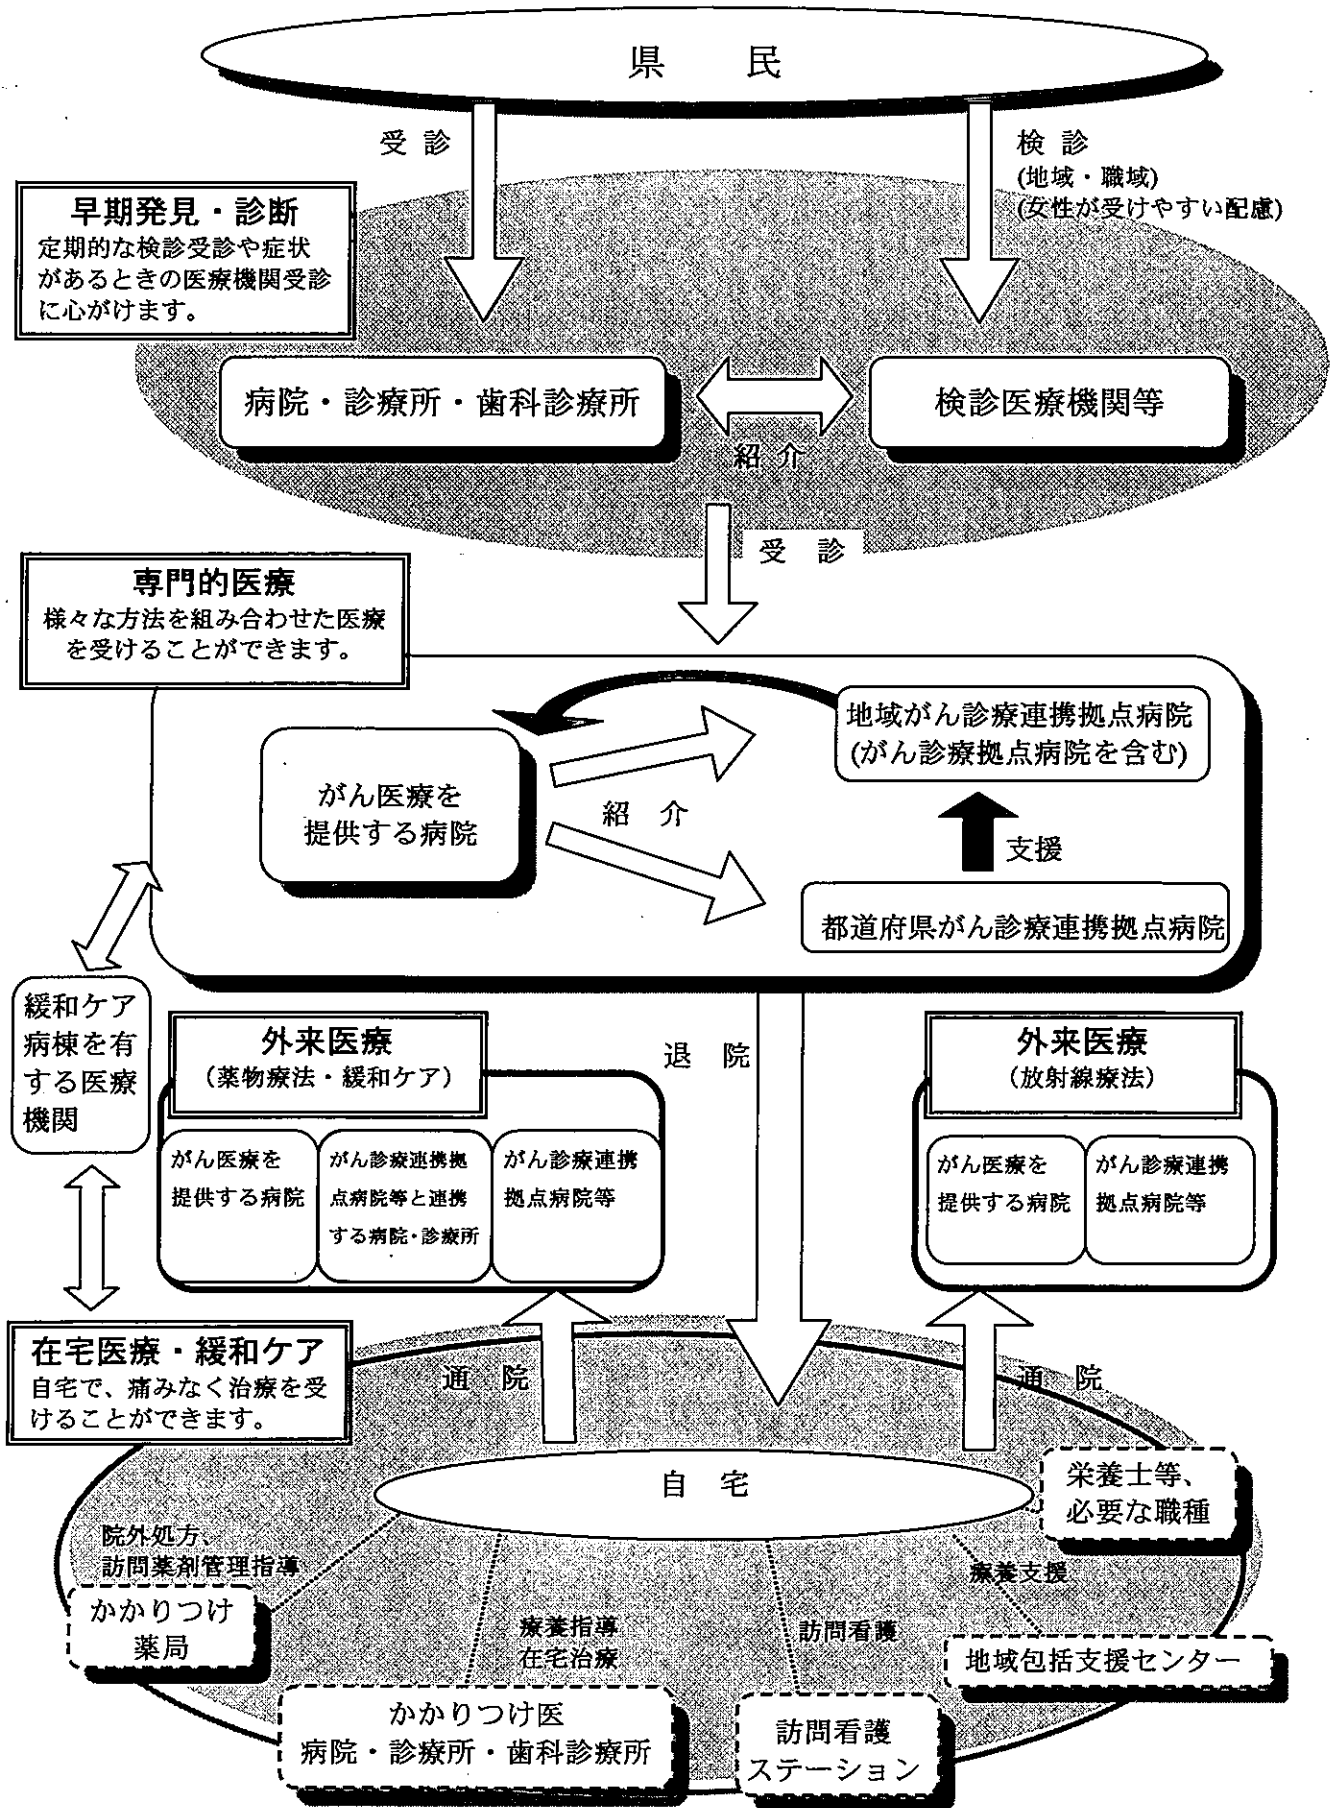 県 民
受 診
検 診
(地域・職域)
(女性が受けやすい配慮)
早期発見・診断
定期的な検診受診や症状
があるときの医療機関受診
に心がけます。
病院・診療所・歯科診療所
紹 介
検診医療機関等
受 診
専門的医療
様々な方法を組み合わせた医療
を受けることができます。
がん医療を
提供する病院
紹 介
地域がん診療連携拠点病院
(がん診療拠点病院を含む)
支援
都道府県がん診療連携拠点病院
緩和ケア
病棟を有
する医療
機関
外来医療
(薬物療法・緩和ケア)
がん医療を
提供する病院
がん診療連携拠
点病院等と連携
する病院・診療所
がん診療連携
拠点病院等
退 院
外来医療
(放射線療法)
がん医療を
提供する病院
がん診療連携
拠点病院等
在宅医療・緩和ケア
自宅で、痛みなく治療を受
けることができます。
通 院
通 院
自 宅
栄養士等、
必要な職種
院外処方、
訪問薬剤管理指導
かかりつけ
薬局
療養指導
在宅治療
かかりつけ医
病院・診療所・歯科診療所
訪問看護
訪問看護
ステーション
療養支援
地域包括支援センター